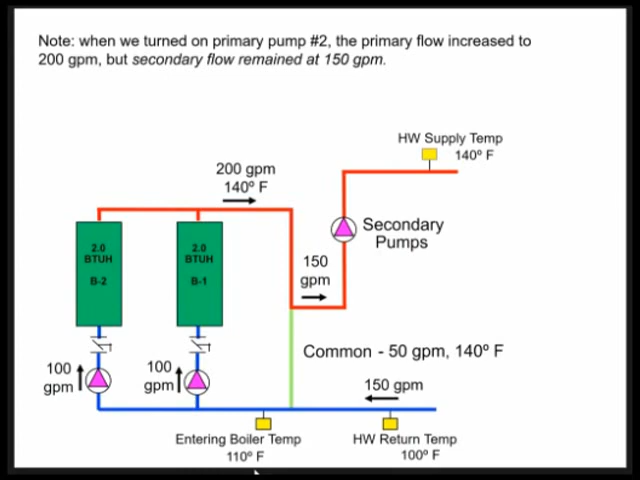 Note: when we turned on primary pump #2, the primary flow increased to
200 gpm, but secondary flow remained at 150 gpm.
HW Supply Temp
140º F
200 gpm
140º F
Secondary
Pumps
2.0
BTUH
B-2
2.0
BTUH
B-1
150
gpm
Common - 50 gpm, 140º F
100
gpm
100
gpm
150 gpm
Entering Boiler Temp
110º F
HW Return Temp
100º F